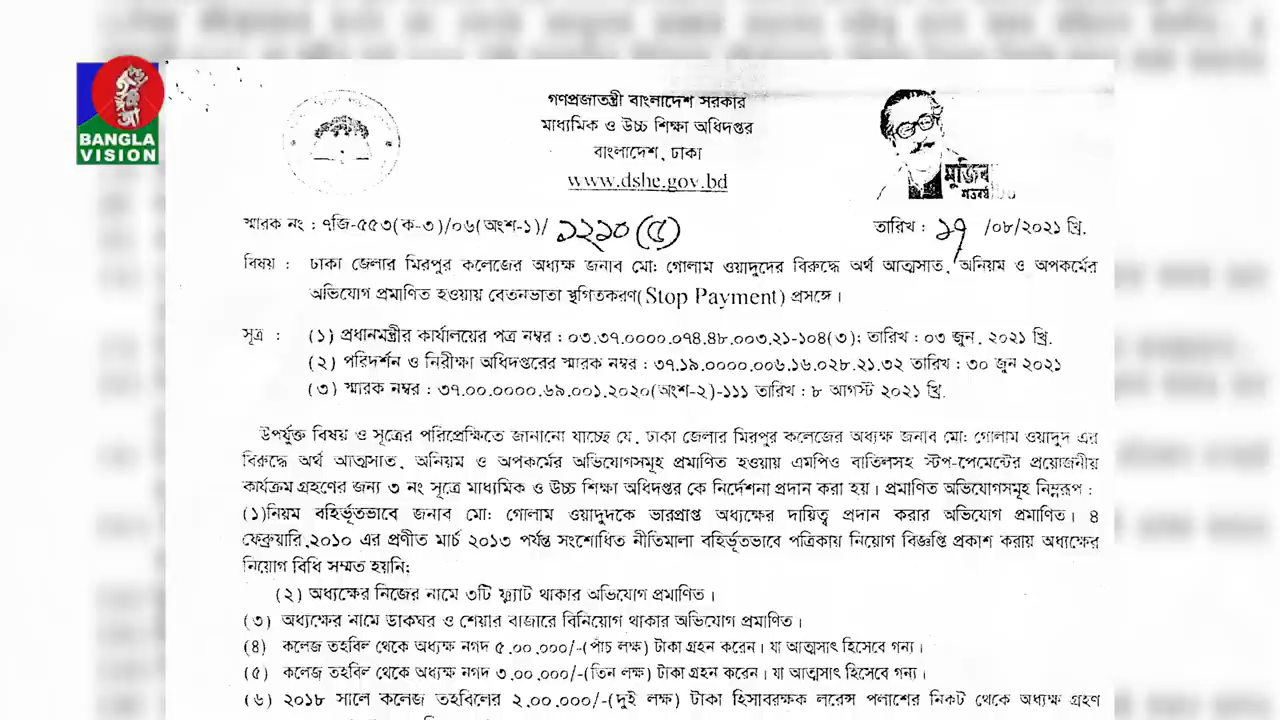 BANGLA
VISION
গণপ্রজাতন্ত্রী বাংলাদেশ সরকার
মাধ্যমিক ও উচ্চ শিক্ষা অধিদপ্তর
বাংলাদেশ, ঢাকা
www.dshe.gov.bd
মুজিব
শতবর্ষ
স্মারক নং : ৭জি-৫৫৩(ক-৩)/০৬(অংশ-১)/ ১২১০ (৫)
তারিখ : ১৭ /০৮/২০২১ খ্রি.
বিষয় : ঢাকা জেলার মিরপুর কলেজের অধ্যক্ষ জনাব মো: গোলাম ওয়াদুদের বিরুদ্ধে অর্থ আত্মসাত, অনিয়ম ও অপকর্মের
অভিযোগ প্রমাণিত হওয়ায় বেতনভাতা স্থগিতকরণ(Stop Payment) প্রসঙ্গে।
সূত্র : (১) প্রধানমন্ত্রীর কার্যালয়ের পত্র নম্বর : ০৩.৩৭.০০০০.০৭৪.৪৮.০০৩.২১-১০৪(৩); তারিখ : ০৩ জুন, ২০২১ খ্রি.
(২) পরিদর্শন ও নিরীক্ষা অধিদপ্তরের স্মারক নম্বর : ৩৭.১৯.০০০০.০০৬.১৬.০২৮.২১.৩২ তারিখ : ৩০ জুন ২০২১
(৩) স্মারক নম্বর : ৩৭.০০.০০০০.৬৯.০০১.২০২০(অংশ-২)-১১১ তারিখ : ৮ আগস্ট ২০২১ খ্রি.
উপর্যুক্ত বিষয় ও সূত্রের পরিপ্রেক্ষিতে জানানো যাচ্ছে যে, ঢাকা জেলার মিরপুর কলেজের অধ্যক্ষ জনাব মো: গোলাম ওয়াদুদ এর
বিরুদ্ধে অর্থ আত্মসাত, অনিয়ম ও অপকর্মের অভিযোগসমূহ প্রমাণিত হওয়ায় এমপিও বাতিলসহ স্টপ-পেমেন্টের প্রয়োজনীয়
কার্যক্রম গ্রহণের জন্য ৩ নং সূত্রে মাধ্যমিক ও উচ্চ শিক্ষা অধিদপ্তর কে নির্দেশনা প্রদান করা হয়। প্রমাণিত অভিযোগসমূহ নিম্নরূপ :
(১)নিয়ম বহির্ভূতভাবে জনাব মো: গোলাম ওয়াদুদকে ভারপ্রাপ্ত অধ্যক্ষের দায়িত্ব প্রদান করার অভিযোগ প্রমাণিত। ৪
ফেব্রুয়ারি,২০১০ এর প্রণীত মার্চ ২০১৩ পর্যন্ত সংশোধিত নীতিমালা বহির্ভূতভাবে পত্রিকায় নিয়োগ বিজ্ঞপ্তি প্রকাশ করায় অধ্যক্ষের
নিয়োগ বিধি সম্মত হয়নি;
(২) অধ্যক্ষের নিজের নামে ৩টি ফ্ল্যাট থাকার অভিযোগ প্রমাণিত।
(৩) অধ্যক্ষের নামে ডাকঘর ও শেয়ার বাজারে বিনিয়োগ থাকার অভিযোগ প্রমাণিত।
(৪) কলেজ তহবিল থেকে অধ্যক্ষ নগদ ৫.০০.০০০/-(পাঁচ লক্ষ) টাকা গ্রহন করেন। যা আত্মসাৎ হিসেবে গন্য।
(৫) কলেজ তহবিল থেকে অধ্যক্ষ নগদ ৩.০০.০০০/-(তিন লক্ষ) টাকা গ্রহন করেন। যা আত্মসাৎ হিসেবে গন্য।
(৬) ২০১৮ সালে কলেজ তহবিলের ২.০০.০০০/-(দুই লক্ষ) টাকা হিসাবরক্ষক লরেন্স পলাশের নিকট থেকে অধ্যক্ষ গ্রহণ